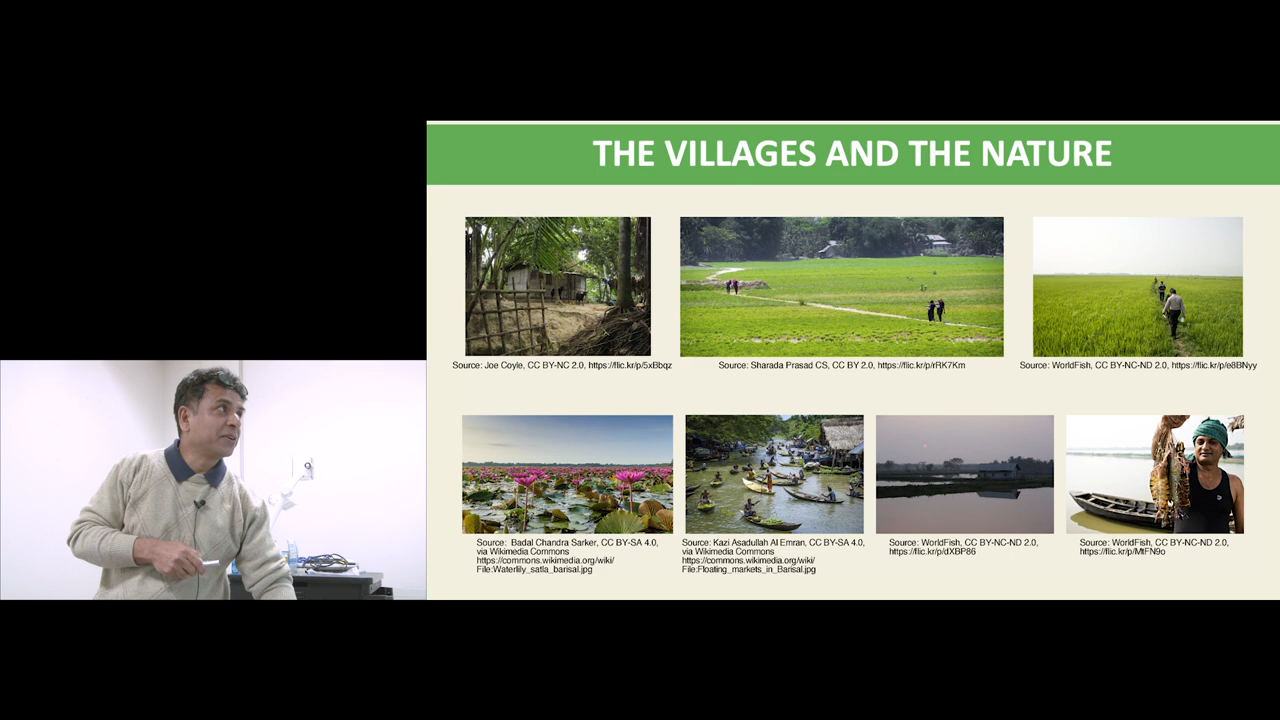 THE VILLAGES AND THE NATURE
Source: Joe Coyle, CC BY-NC 2.0, https://flic.kr/p/5xBbqz
Source: Sharada Prasad CS, CC BY 2.0, https://flic.kr/p/rRK7Km
Source: WorldFish, CC BY-NC-ND 2.0, https://flic.kr/p/e8BNyy
Source:  Badal Chandra Sarker, CC BY-SA 4.0,
via Wikimedia Commons
https://commons.wikimedia.org/wiki/
File:Waterlily_satla_barisal.jpg
Source: Kazi Asadullah Al Emran, CC BY-SA 4.0,
via Wikimedia Commons
https://commons.wikimedia.org/wiki/
File:Floating_markets_in_Barisal.jpg
Source: WorldFish, CC BY-NC-ND 2.0,
https://flic.kr/p/dXBP86
Source: WorldFish, CC BY-NC-ND 2.0,
https://flic.kr/p/MtFN9o